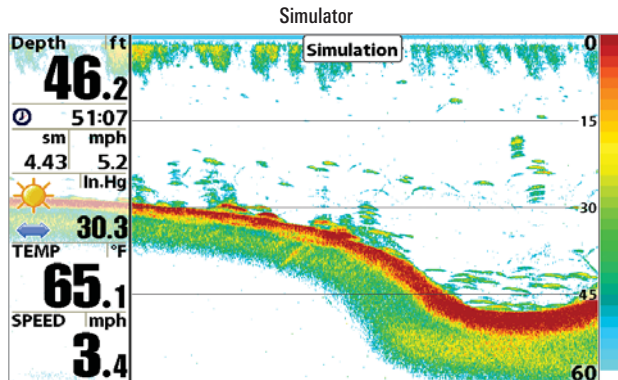 Simulator
Depth ft
46.2
51:07
sm mph
4.43 5.2
In.Hg
30.3
TEMP °F
65.1
SPEED mph
3.4
Simulation
0
15
30
45
60